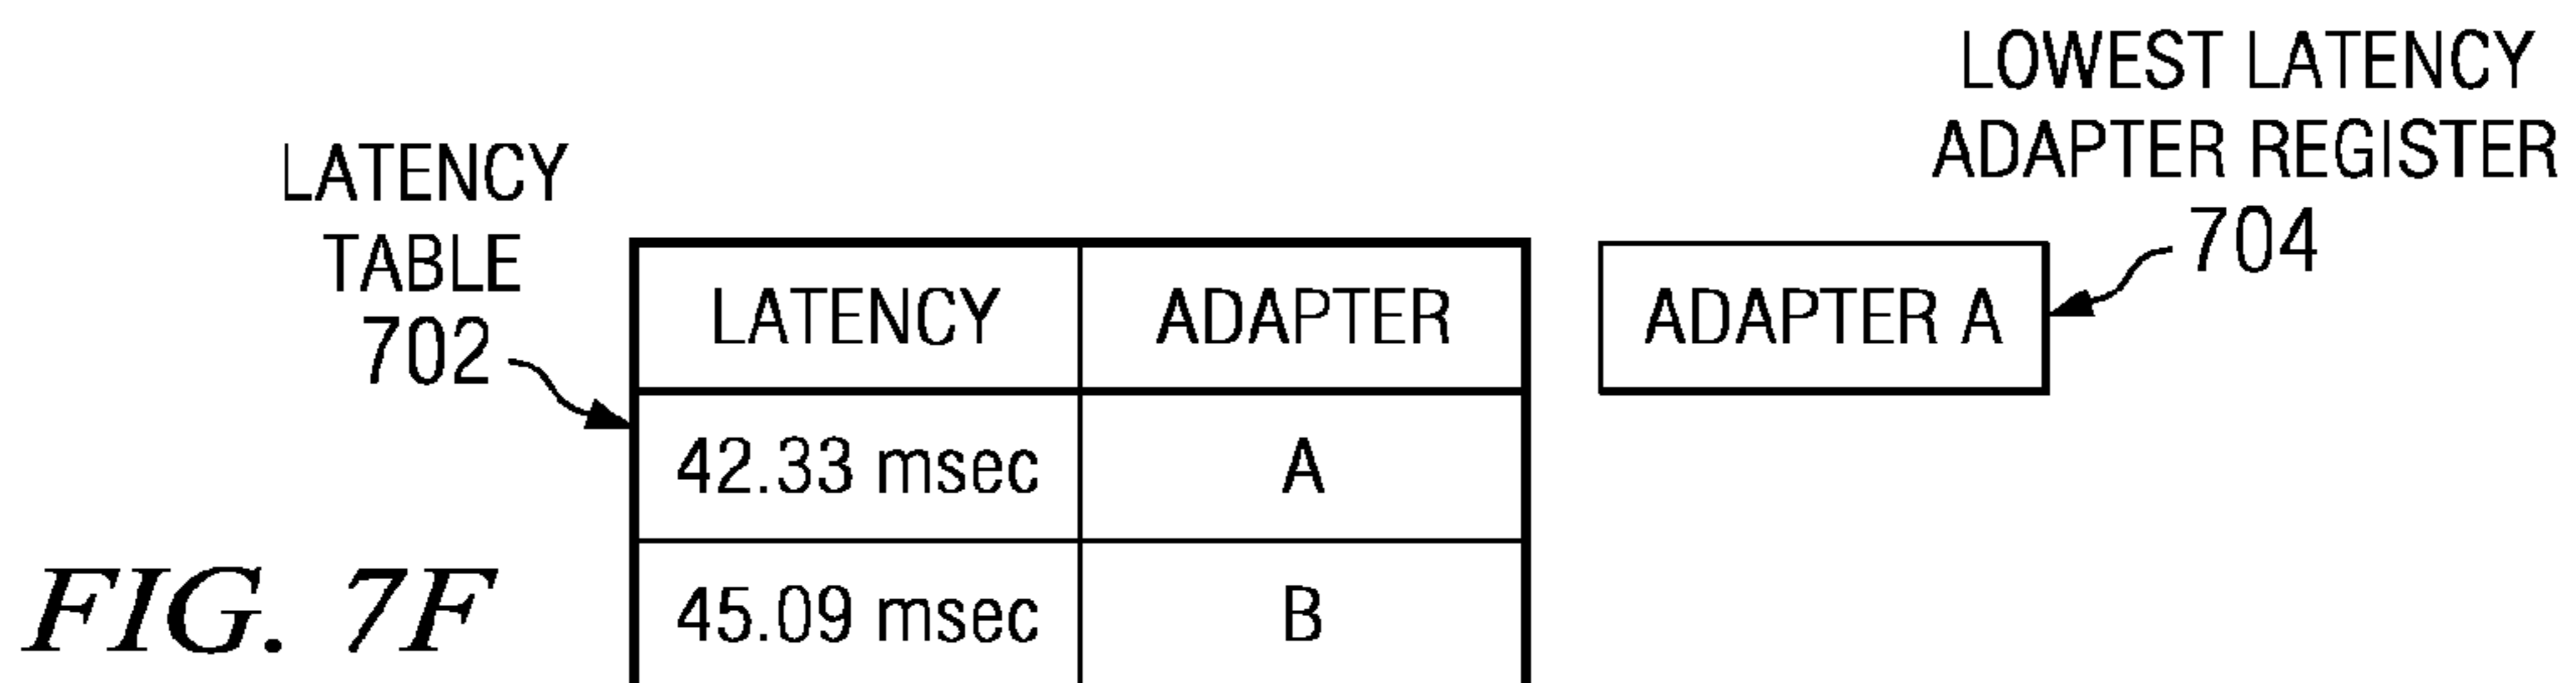 LOWEST LATENCY
ADAPTER REGISTER
704
LATENCY
TABLE
702
LATENCY ADAPTER
ADAPTER A
42.33 msec A
45.09 msec B
FIG. 7F